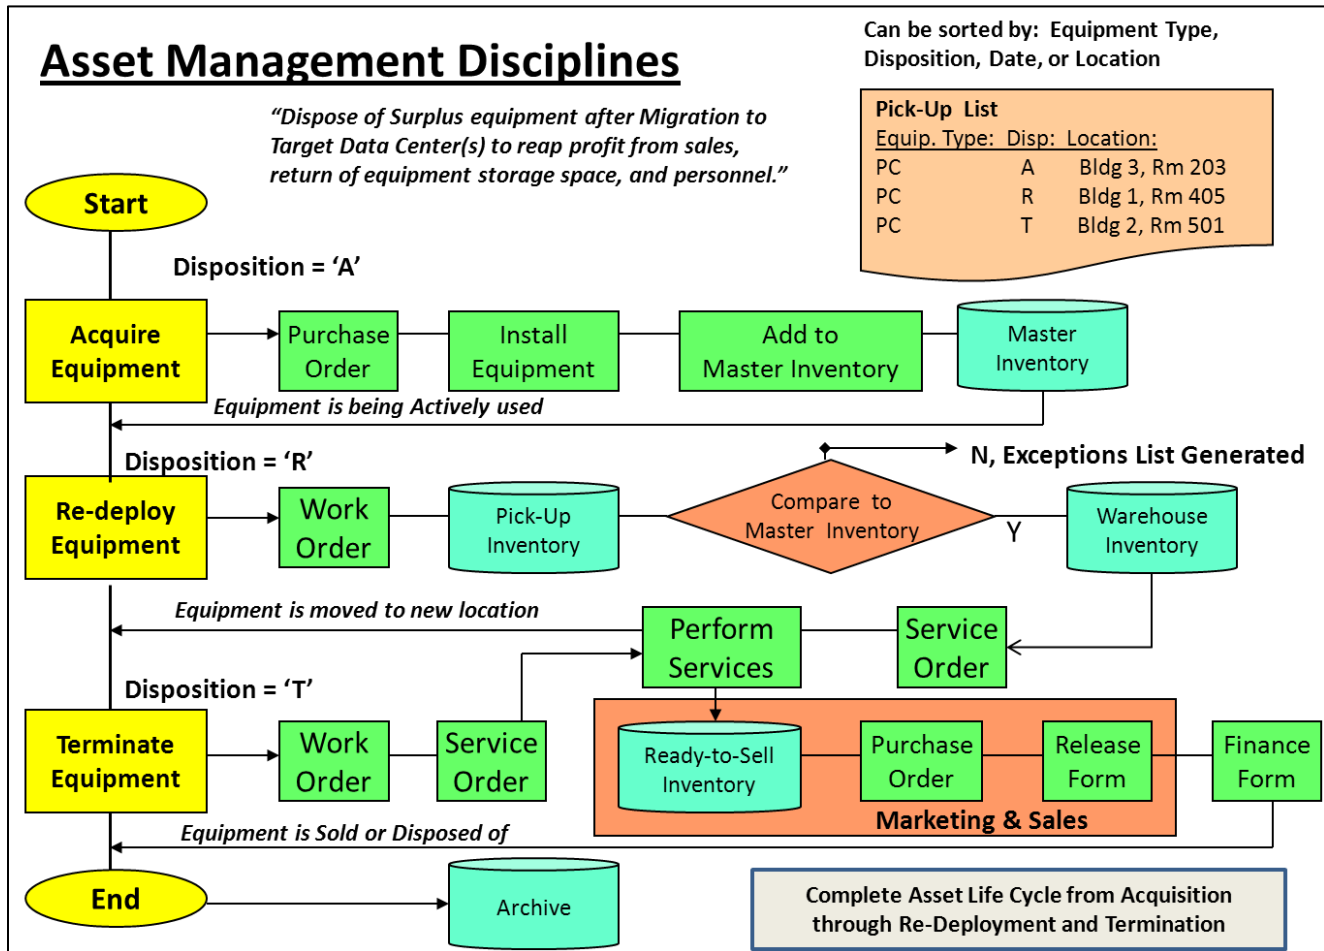 Asset Management Disciplines
Can be sorted by:  Equipment Type,
Disposition, Date, or Location
“Dispose of Surplus equipment after Migration to
Target Data Center(s) to reap profit from sales,
return of equipment storage space, and personnel.”
Pick-Up List
Equip. Type: Disp: Location:
PC A Bldg 3, Rm 203
PC R Bldg 1, Rm 405
PC T Bldg 2, Rm 501
Start
Disposition = ‘A’
Acquire
Equipment
Purchase
Order
Install
Equipment
Add to
Master Inventory
Master
Inventory
Equipment is being Actively used
Disposition = ‘R’
N, Exceptions List Generated
Re-deploy
Equipment
Work
Order
Pick-Up
Inventory
Compare to
Master Inventory
Y
Warehouse
Inventory
Equipment is moved to new location
Perform
Services
Service
Order
Disposition = ‘T’
Terminate
Equipment
Work
Order
Service
Order
Ready-to-Sell
Inventory
Purchase
Order
Release
Form
Finance
Form
Marketing & Sales
Equipment is Sold or Disposed of
End
Archive
Complete Asset Life Cycle from Acquisition
through Re-Deployment and Termination